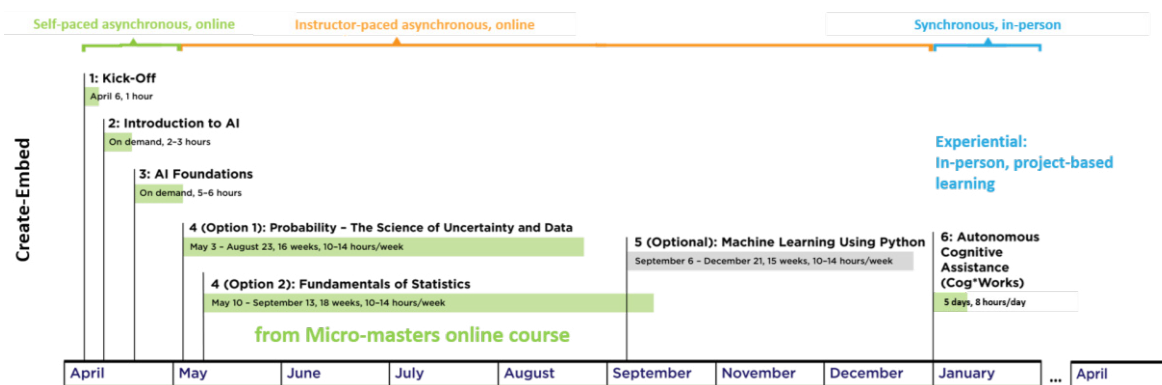 Self-paced asynchronous, online
Instructor-paced asynchronous, online
Synchronous, in-person
Create-Embed
1: Kick-Off
April 6, 1 hour
2: Introduction to AI
On demand, 2–3 hours
3: AI Foundations
On demand, 5–6 hours
Experiential:
In-person, project-based
learning
4 (Option 1): Probability – The Science of Uncertainty and Data
May 3 – August 23, 16 weeks, 10–14 hours/week
5 (Optional): Machine Learning Using Python
September 6 – December 21, 15 weeks, 10–14 hours/week
6: Autonomous
Cognitive
Assistance
(Cog*Works)
5 days, 8 hours/day
4 (Option 2): Fundamentals of Statistics
May 10 – September 13, 18 weeks, 10–14 hours/week
from Micro-masters online course
April May June July August September November December January ... April